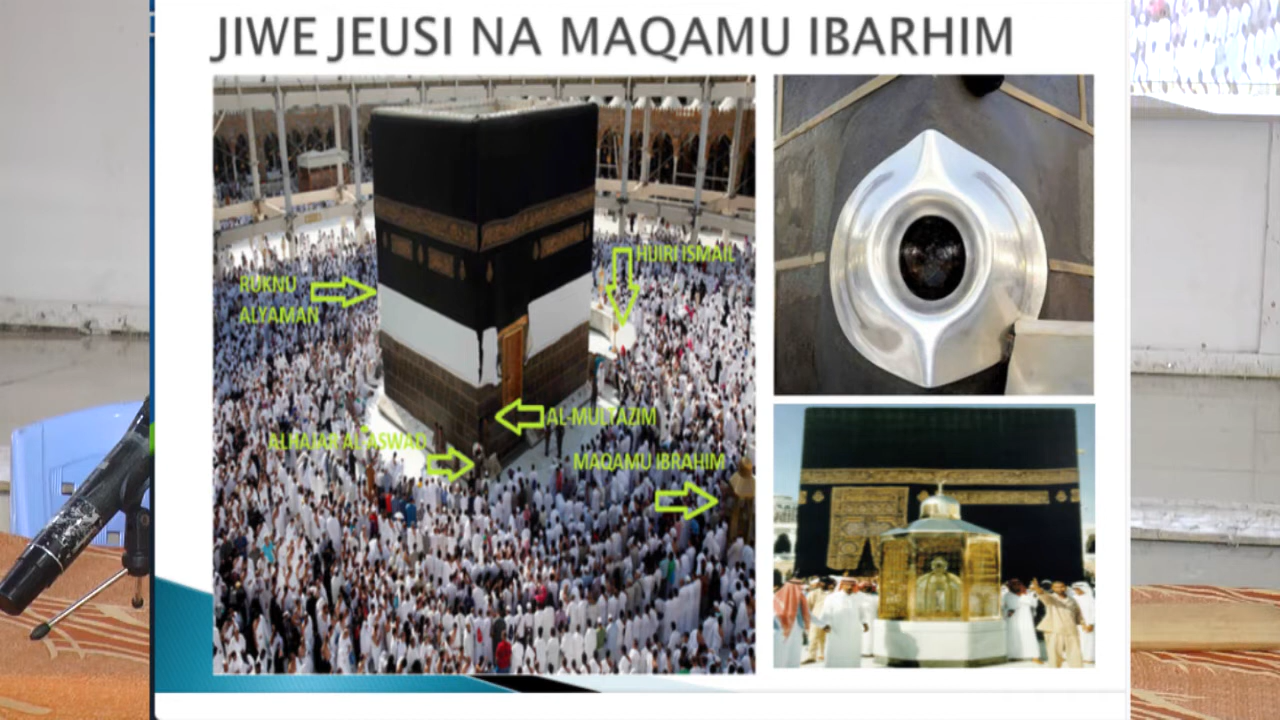 JIWE JEUSI NA MAQAMU IBARHIM
HIJIRI ISMAIL
RUKNU
ALYAMAN
AL-MULTAZIM
ALHAJAR AL ASWAD
MAQAMU IBRAHIM